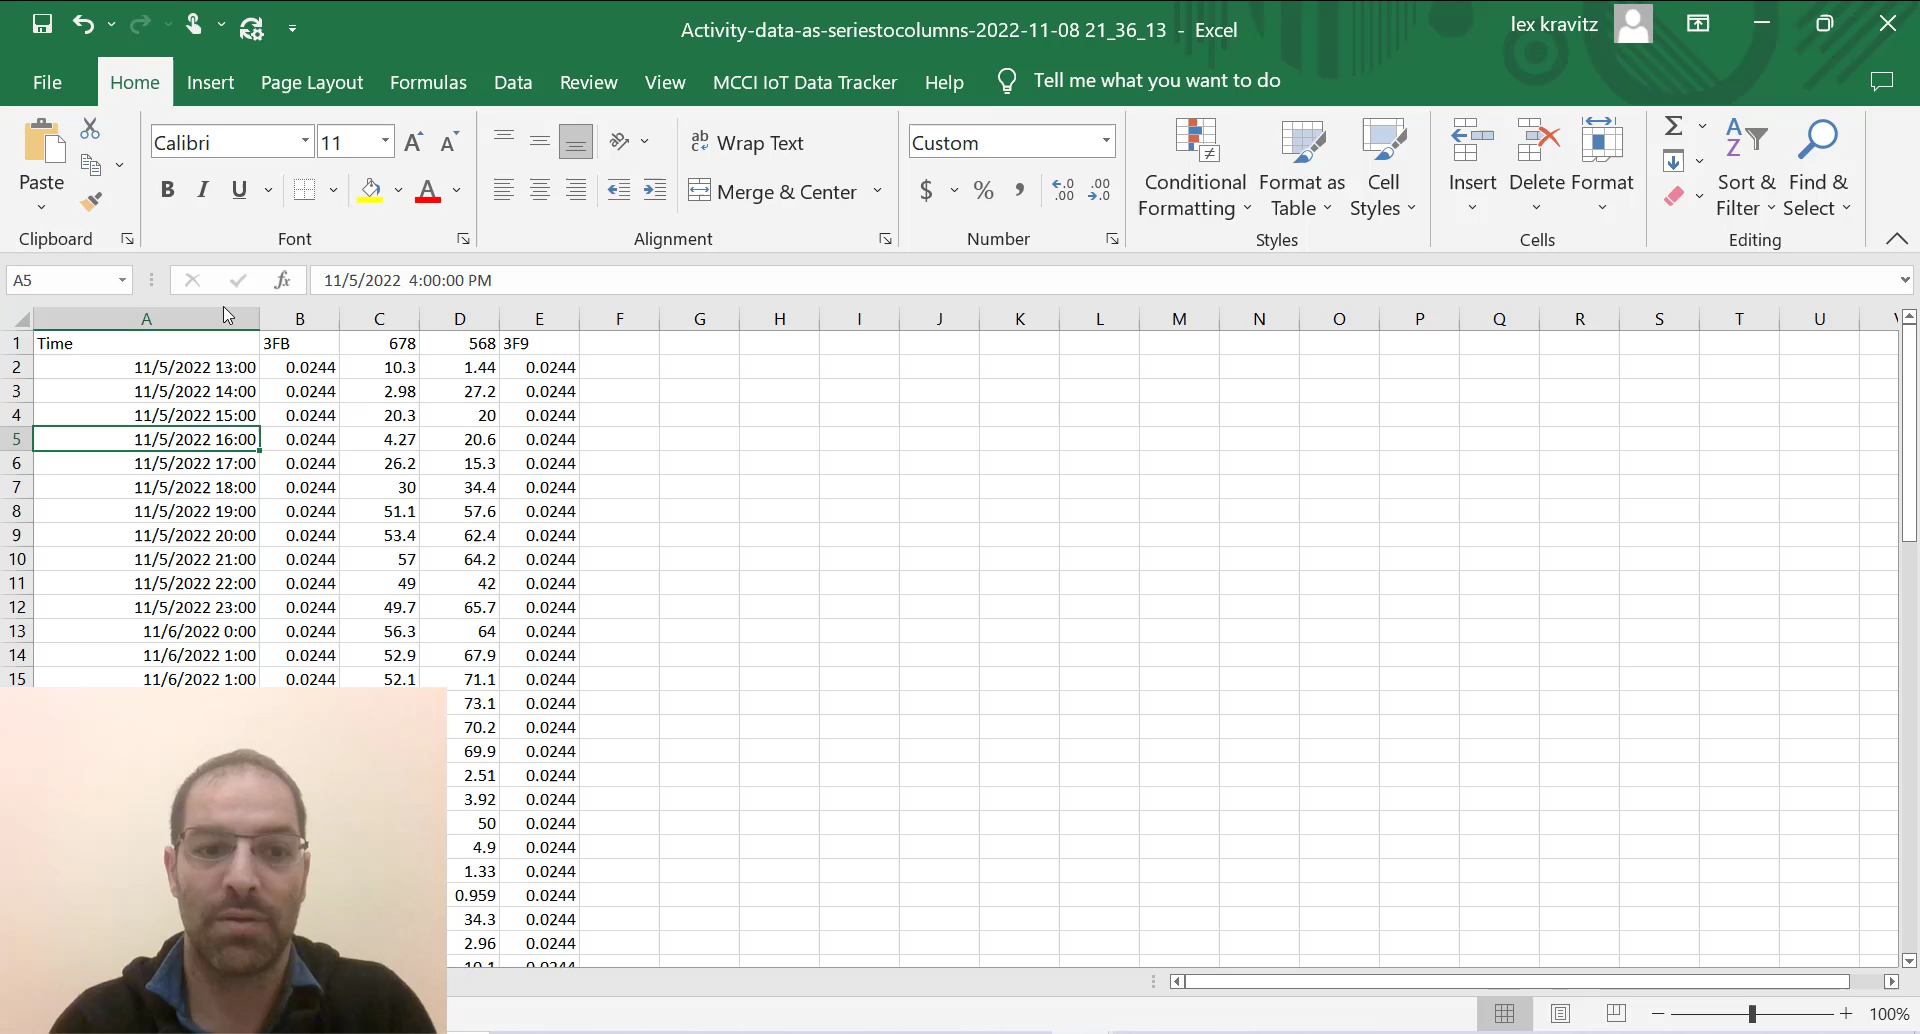 Activity-data-as-seriestocolumns-2022-11-08 21_36_13 - Excel
lex kravitz
File Home Insert Page Layout Formulas Data Review View MCCI IoT Data Tracker Help Tell me what you want to do
Paste
Clipboard
Calibri 11
B I U A
Font
ab Wrap Text
Merge & Center
Alignment
Custom
$ % , .0 .00
Number
Conditional Formatting
Format as Table
Cell Styles
Styles
Insert Delete Format
Cells
Sort & Filter
Find & Select
Editing
A5 fx 11/5/2022 4:00:00 PM
A B C D E F G H I J K L M N O P Q R S T U
1 Time 3FB 678 568 3F9
2 11/5/2022 13:00 0.0244 10.3 1.44 0.0244
3 11/5/2022 14:00 0.0244 2.98 27.2 0.0244
4 11/5/2022 15:00 0.0244 20.3 20 0.0244
5 11/5/2022 16:00 0.0244 4.27 20.6 0.0244
6 11/5/2022 17:00 0.0244 26.2 15.3 0.0244
7 11/5/2022 18:00 0.0244 30 34.4 0.0244
8 11/5/2022 19:00 0.0244 51.1 57.6 0.0244
9 11/5/2022 20:00 0.0244 53.4 62.4 0.0244
10 11/5/2022 21:00 0.0244 57 64.2 0.0244
11 11/5/2022 22:00 0.0244 49 42 0.0244
12 11/5/2022 23:00 0.0244 49.7 65.7 0.0244
13 11/6/2022 0:00 0.0244 56.3 64 0.0244
14 11/6/2022 1:00 0.0244 52.9 67.9 0.0244
15 11/6/2022 1:00 0.0244 52.1 71.1 0.0244
73.1 0.0244
70.2 0.0244
69.9 0.0244
2.51 0.0244
3.92 0.0244
50 0.0244
4.9 0.0244
1.33 0.0244
0.959 0.0244
34.3 0.0244
2.96 0.0244
10.1 0.0244
100%